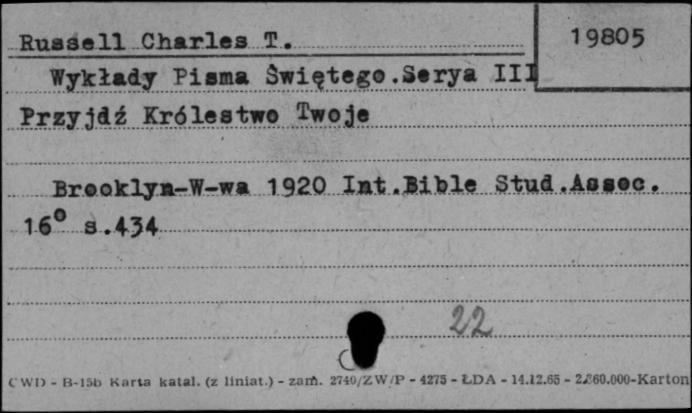 Russell Charles T.
19805
Wykłady Pisma Świętego.Serya III
Przyjdź Królestwo Twoje
Brooklyn-W-wa 1920 Int.Bible Stud.Assoc.
16° s.434
22
CWD - B-15b Karta katal. (z liniat.) - zam. 2740/ZW/P - 4275 - ŁDA - 14.12.65 - 2.860.000-Karton